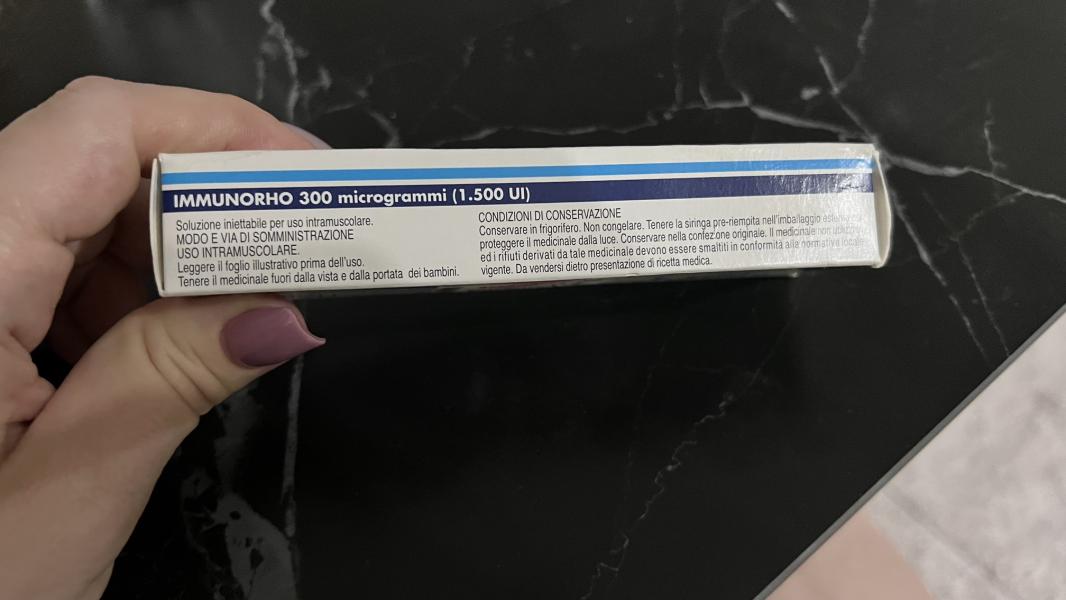 IMMUNORHO 300 microgrammi (1.500 UI)
Soluzione iniettabile per uso intramuscolare.
MODO E VIA DI SOMMINISTRAZIONE
USO INTRAMUSCOLARE.
Leggere il foglio illustrativo prima dell'uso.
Tenere il medicinale fuori dalla vista e dalla portata dei bambini.
CONDIZIONI DI CONSERVAZIONE
Conservare in frigorifero. Non congelare. Tenere la siringa pre-riempita nell'imballaggio
proteggere il medicinale dalla luce. Conservare nella confezione originale. Il medicinale non
ed i rifiuti derivati da tale medicinale devono essere smaltiti in conformità alla normativa locale
vigente. Da vendersi dietro presentazione di ricetta medica.